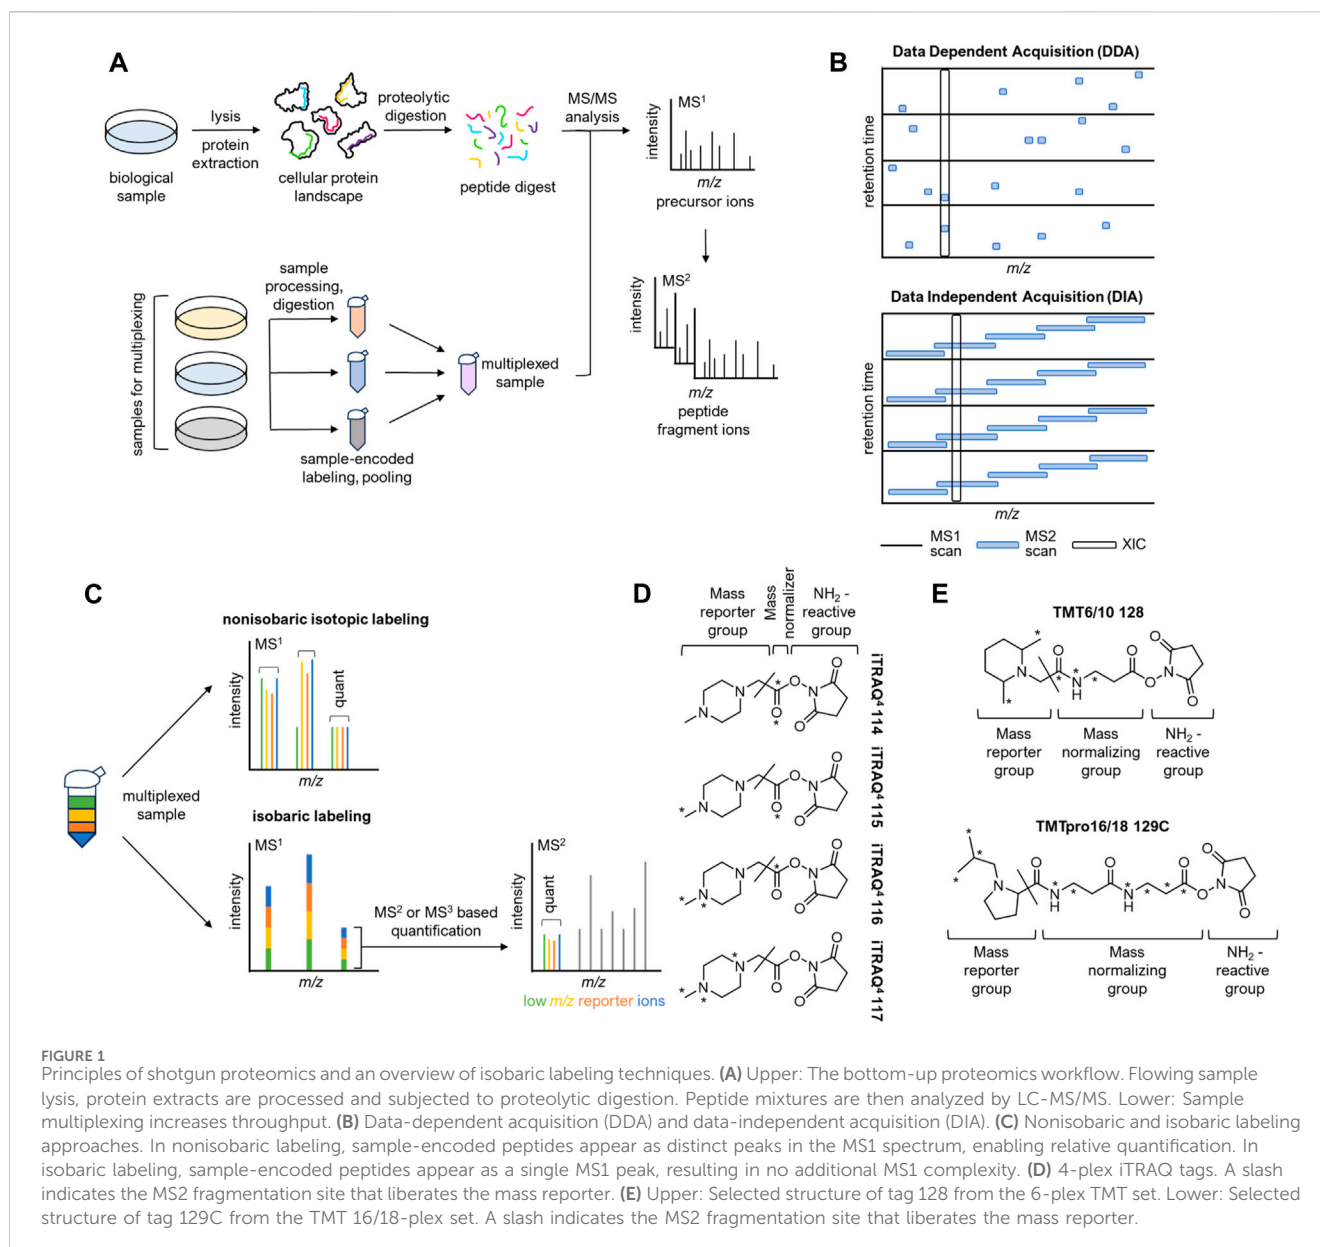 A
lysis
protein
extraction
biological
sample
cellular protein
landscape
proteolytic
digestion
peptide digest
MS/MS
analysis
MS¹
intensity
m/z
precursor ions
MS²
intensity
m/z
peptide
fragment ions
samples for multiplexing
sample
processing,
digestion
sample-encoded
labeling, pooling
multiplexed
sample
B
Data Dependent Acquisition (DDA)
retention time
m/z
Data Independent Acquisition (DIA)
retention time
m/z
MS1
scan
MS2
scan
XIC
C
multiplexed
sample
nonisobaric isotopic labeling
MS¹
intensity
quant
m/z
isobaric labeling
MS¹
intensity
m/z
MS² or MS³ based
quantification
MS²
intensity
quant
m/z
low m/z reporter ions
D
Mass
reporter
group
Mass
normalizer
NH₂ -
reactive
group
N
N
*
O
*
O
N
O
O
iTRAQ⁴ 114
*
N
N
O
*
O
N
O
O
iTRAQ⁴ 115
*
N
*
N
*
O
O
N
O
O
iTRAQ⁴ 116
*
N
*
N
*
O
O
N
O
O
iTRAQ⁴ 117
E
TMT6/10 128
*
*
N
O
*
*
N
H
*
O
O
N
O
O
Mass
reporter
group
Mass
normalizing
group
NH₂ -
reactive
group
TMTpro16/18 129C
*
*
*
N
O
*
N
H
*
O
*
N
H
*
*
O
*
O
N
O
O
Mass
reporter
group
Mass
normalizing
group
NH₂ -
reactive
group
FIGURE 1
Principles of shotgun proteomics and an overview of isobaric labeling techniques. (A) Upper: The bottom-up proteomics workflow. Flowing sample
lysis, protein extracts are processed and subjected to proteolytic digestion. Peptide mixtures are then analyzed by LC-MS/MS. Lower: Sample
multiplexing increases throughput. (B) Data-dependent acquisition (DDA) and data-independent acquisition (DIA). (C) Nonisobaric and isobaric labeling
approaches. In nonisobaric labeling, sample-encoded peptides appear as distinct peaks in the MS1 spectrum, enabling relative quantification. In
isobaric labeling, sample-encoded peptides appear as a single MS1 peak, resulting in no additional MS1 complexity. (D) 4-plex iTRAQ tags. A slash
indicates the MS2 fragmentation site that liberates the mass reporter. (E) Upper: Selected structure of tag 128 from the 6-plex TMT set. Lower: Selected
structure of tag 129C from the TMT 16/18-plex set. A slash indicates the MS2 fragmentation site that liberates the mass reporter.